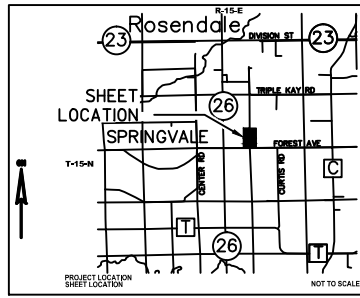 R-15-E
Rosendale
23
DIVISION ST
23
SHEET
LOCATION
26
TRIPLE KAY RD
SPRINGVALE
FOREST AVE
T-15-N
CENTER RD
CURTIS RD
C
T
26
T
PROJECT LOCATION
SHEET LOCATION
NOT TO SCALE